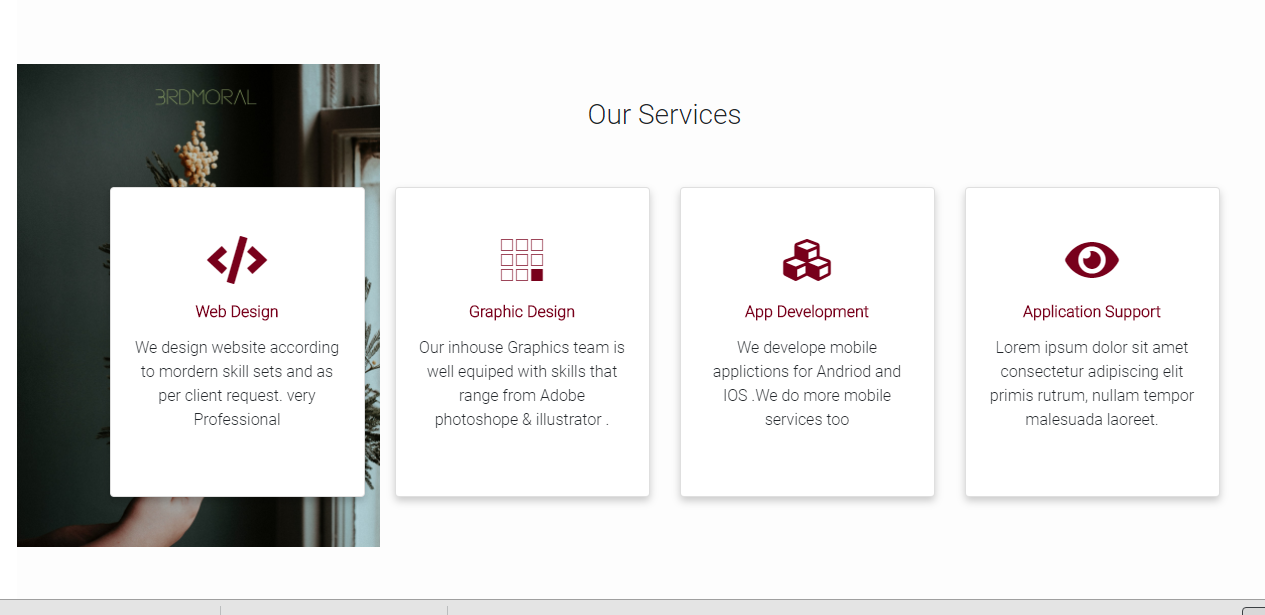 3RDMORAL
Our Services
Web Design
We design website according
to mordern skill sets and as
per client request. very
Professional
Graphic Design
Our inhouse Graphics team is
well equiped with skills that
range from Adobe
photoshope & illustrator .
App Development
We develope mobile
applictions for Andriod and
IOS .We do more mobile
services too
Application Support
Lorem ipsum dolor sit amet
consectetur adipiscing elit
primis rutrum, nullam tempor
malesuada laoreet.